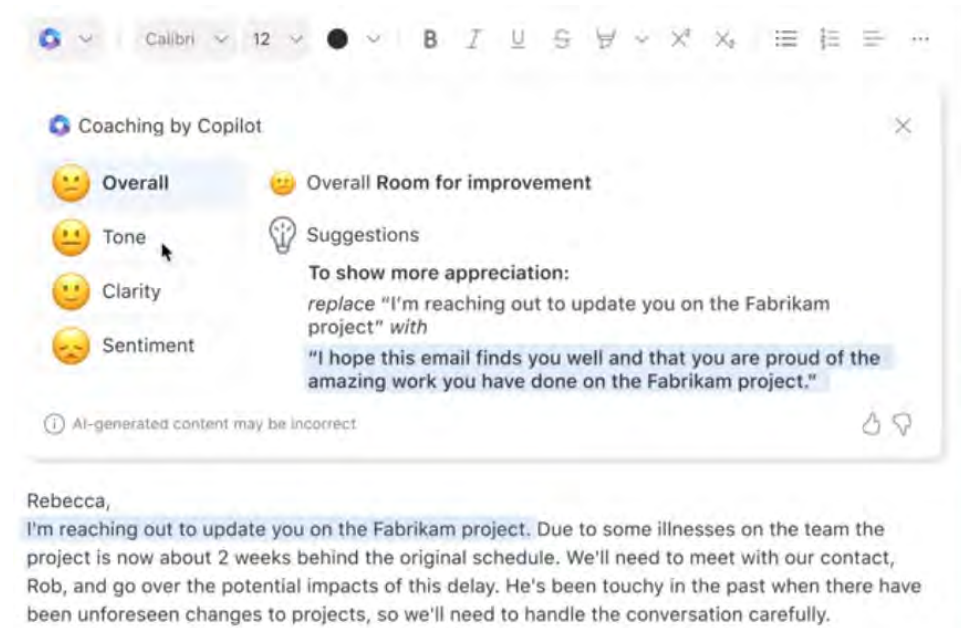 Calibri 12 B I U S X² X₂ ...
Coaching by Copilot
Overall
Overall Room for improvement
Tone
Suggestions
To show more appreciation:
Clarity
replace “I'm reaching out to update you on the Fabrikam
project” with
Sentiment
“I hope this email finds you well and that you are proud of the
amazing work you have done on the Fabrikam project.”
AI-generated content may be incorrect
Rebecca,
I'm reaching out to update you on the Fabrikam project. Due to some illnesses on the team the
project is now about 2 weeks behind the original schedule. We'll need to meet with our contact,
Rob, and go over the potential impacts of this delay. He's been touchy in the past when there have
been unforeseen changes to projects, so we'll need to handle the conversation carefully.